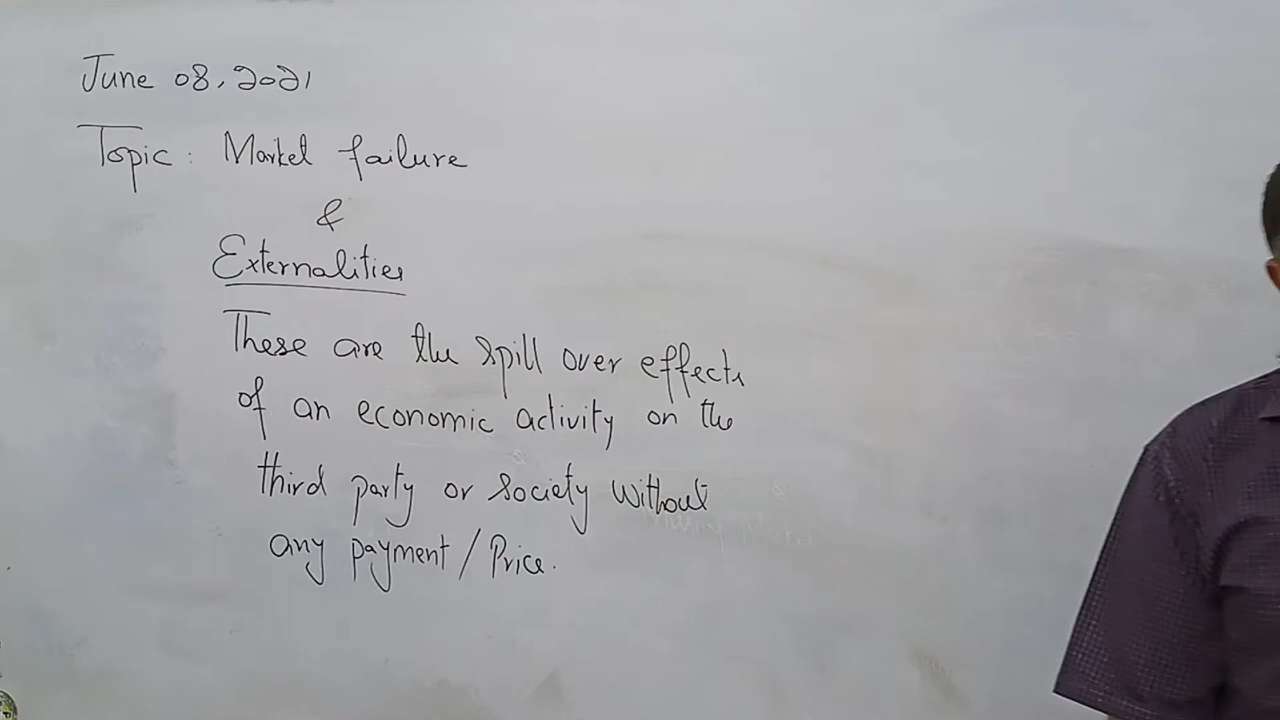 June 08, 2021
Topic: Market failure
&
Externalities
These are the spill over effects
of an economic activity on the
third party or society without
any payment / Price.